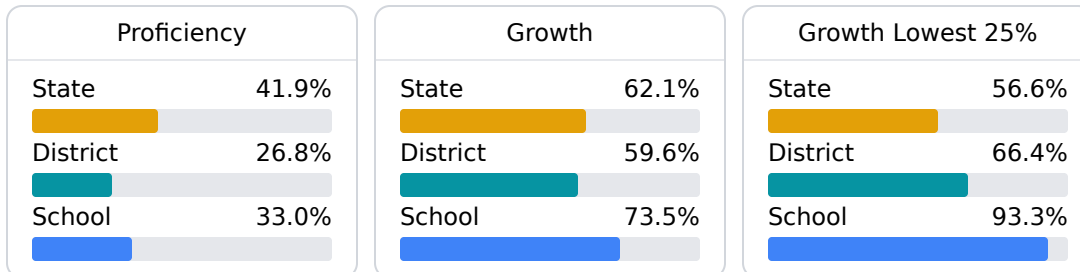 Proficiency
State 41.9%
District 26.8%
School 33.0%
Growth
State 62.1%
District 59.6%
School 73.5%
Growth Lowest 25%
State 56.6%
District 66.4%
School 93.3%